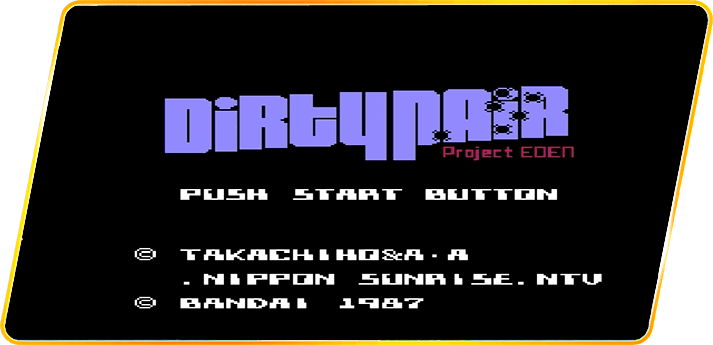 DiRtypAiR
Project EDEN
PUSH START BUTTON
© TAKACHIHO&A·A
.NIPPON SUNRISE.NTV
© BANDAI 1987